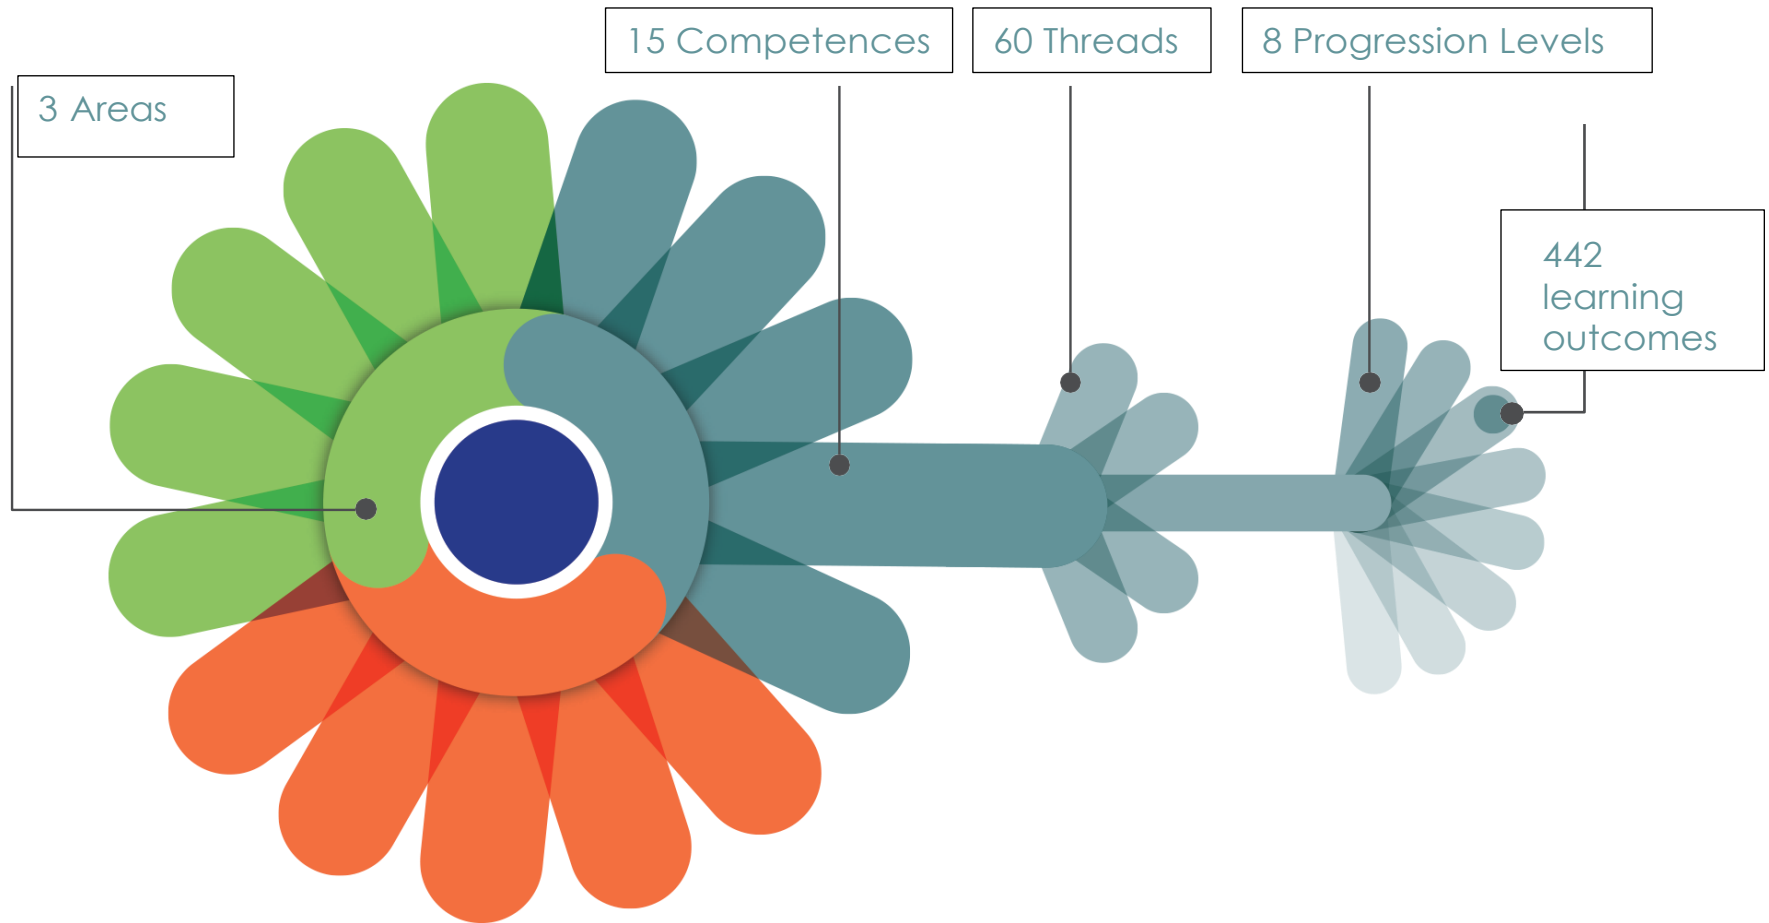 15 Competences
60 Threads
8 Progression Levels
3 Areas
442
learning
outcomes